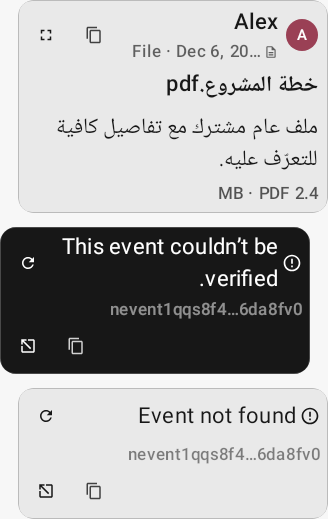 Alex
A
File · Dec 6, 20…
خطة المشروع.pdf
ملف عام مشترك مع تفاصيل كافية
للتعرّف عليه.
MB · PDF 2.4
This event couldn’t be
.verified
nevent1qqs8f4…6da8fv0
Event not found
nevent1qqs8f4…6da8fv0